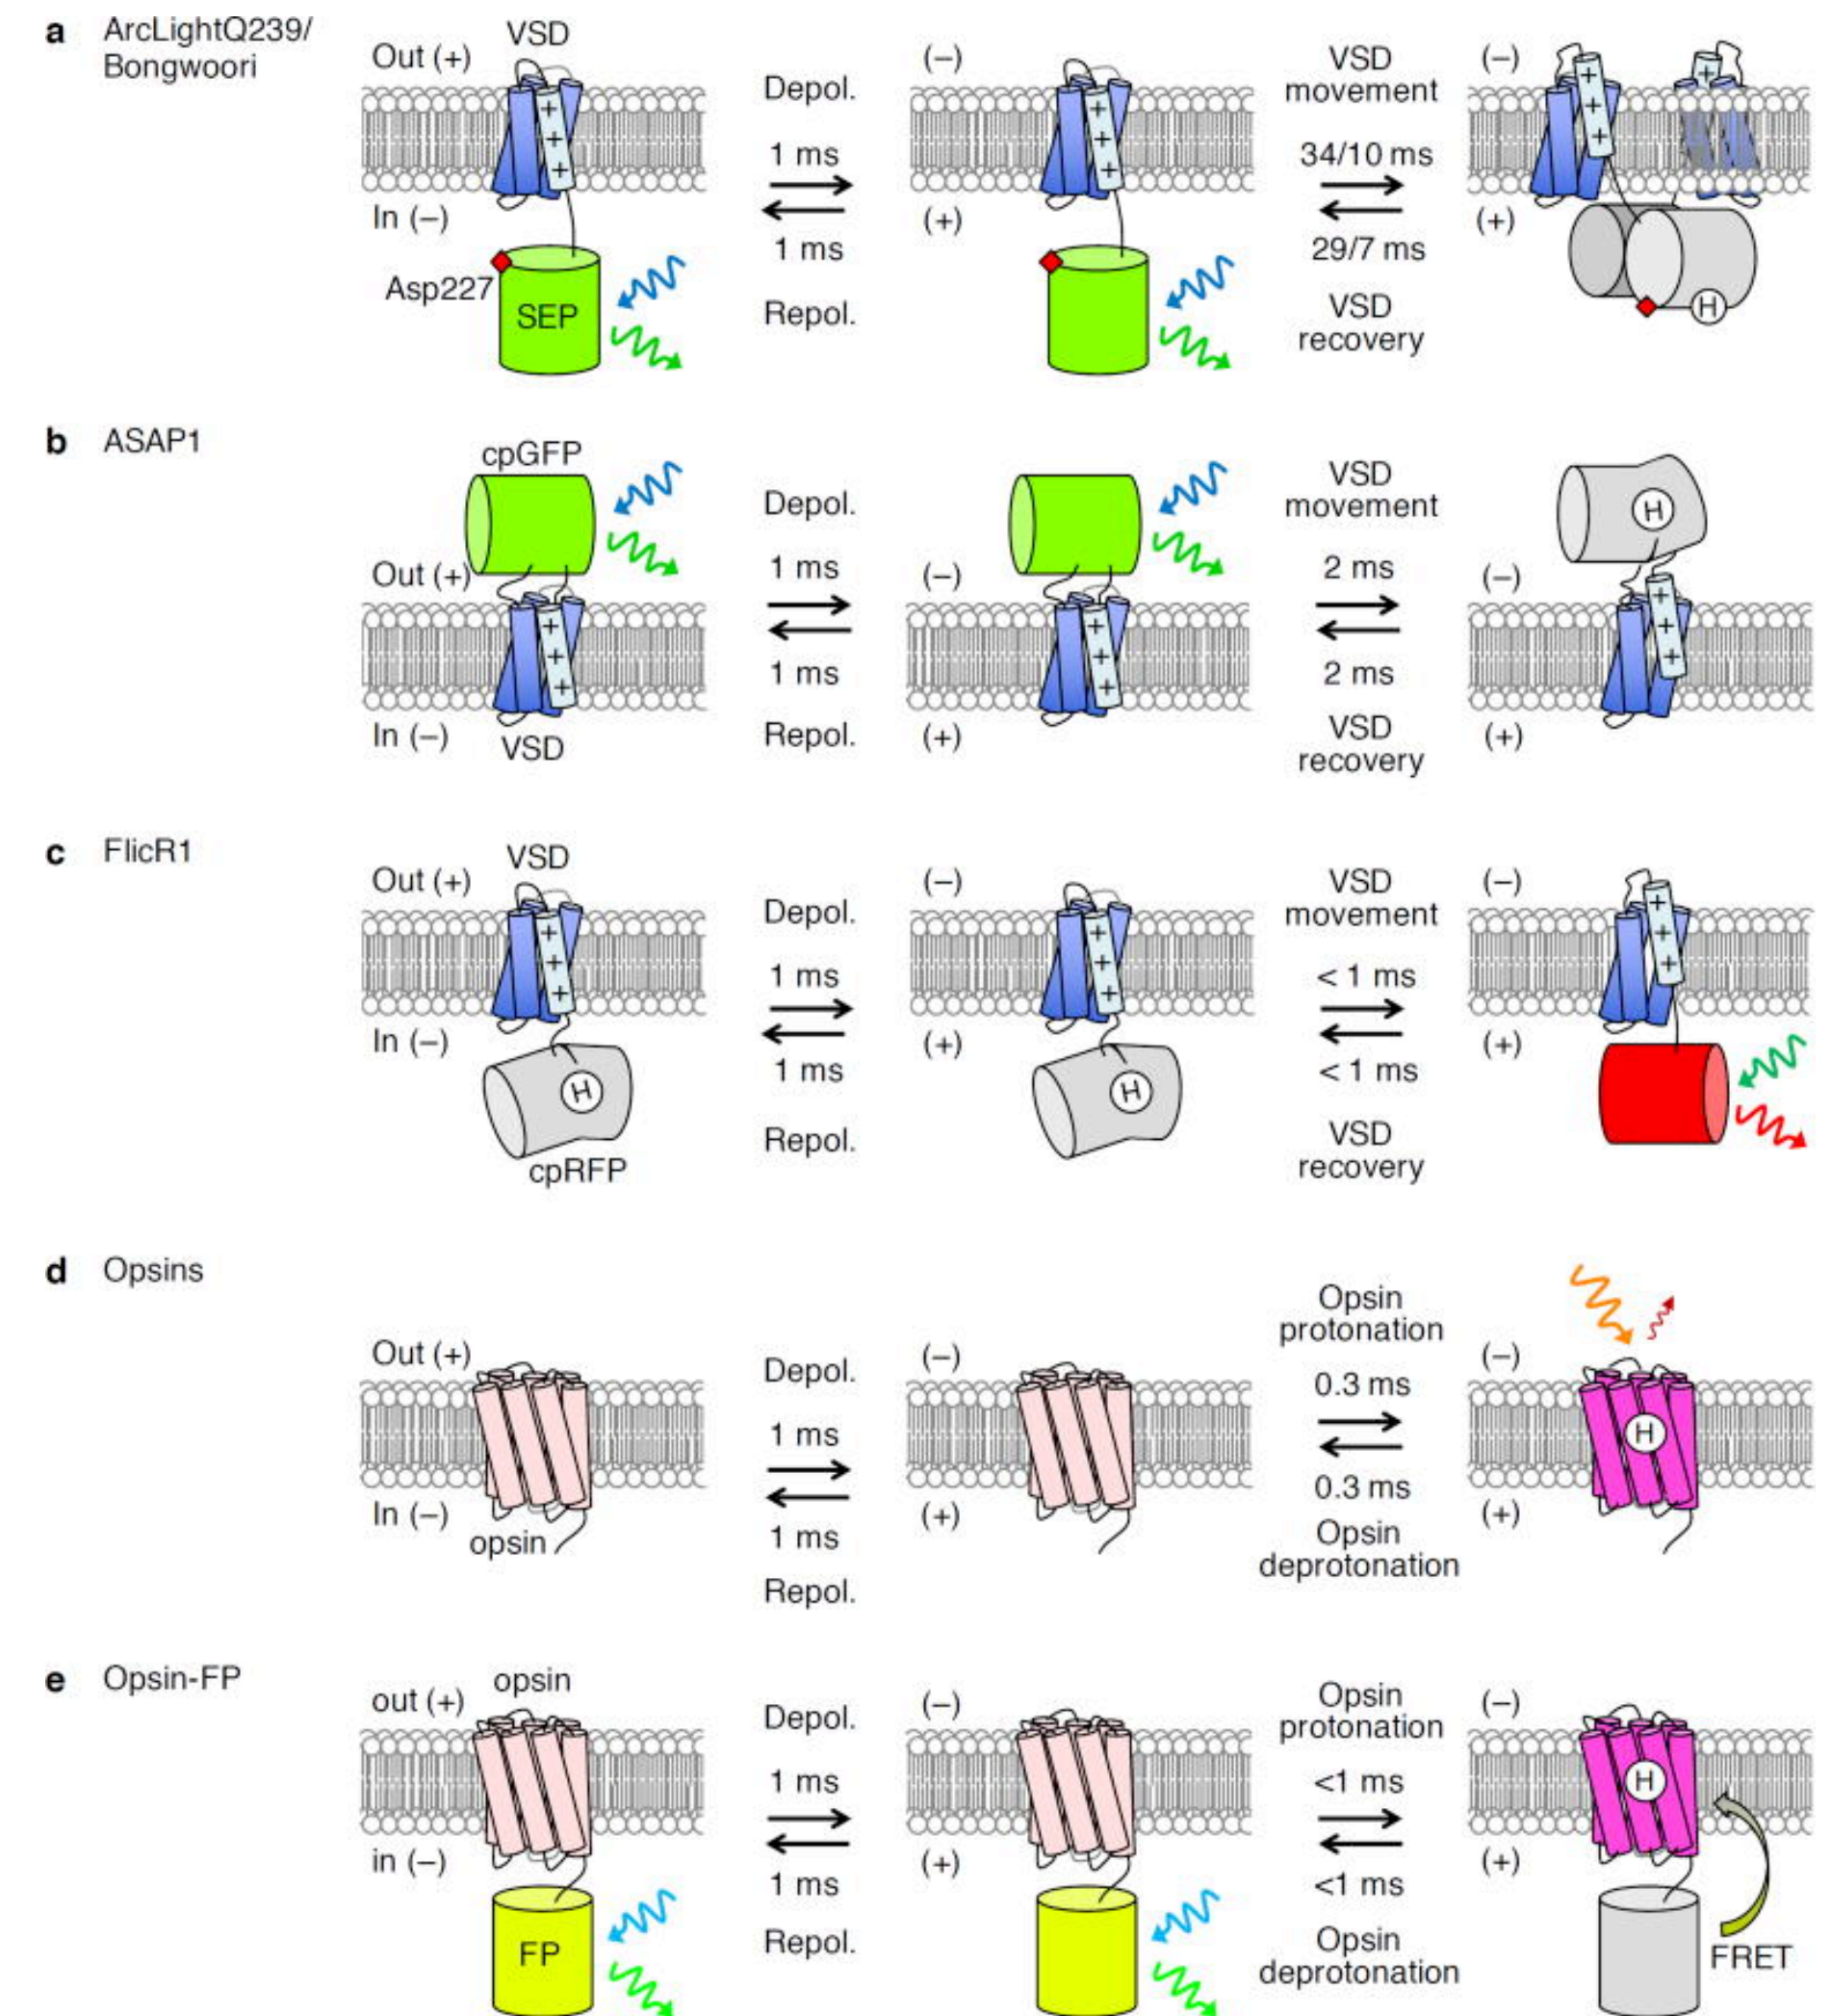 a ArcLightQ239/
Bongwoori
Out (+)
VSD
In (–)
Asp227
SEP
Depol.
1 ms
1 ms
Repol.
(–)
(+)
VSD
movement
34/10 ms
29/7 ms
VSD
recovery
(–)
(+)
+
+
+
+
+
+
+
+
+
+
H
b ASAP1
cpGFP
Out (+)
In (–)
VSD
Depol.
1 ms
1 ms
Repol.
(–)
(+)
VSD
movement
2 ms
2 ms
VSD
recovery
(–)
(+)
+
+
+
+
+
+
+
+
+
H
c FlicR1
VSD
Out (+)
In (–)
cpRFP
Depol.
1 ms
1 ms
Repol.
(–)
(+)
VSD
movement
< 1 ms
< 1 ms
VSD
recovery
(–)
(+)
+
+
+
+
+
+
+
+
+
H
H
d Opsins
Out (+)
In (–)
opsin
Depol.
1 ms
1 ms
Repol.
(–)
(+)
Opsin
protonation
0.3 ms
0.3 ms
Opsin
deprotonation
(–)
(+)
H
e Opsin-FP
opsin
out (+)
in (–)
FP
Depol.
1 ms
1 ms
Repol.
(–)
(+)
Opsin
protonation
<1 ms
<1 ms
Opsin
deprotonation
(–)
(+)
H
FRET